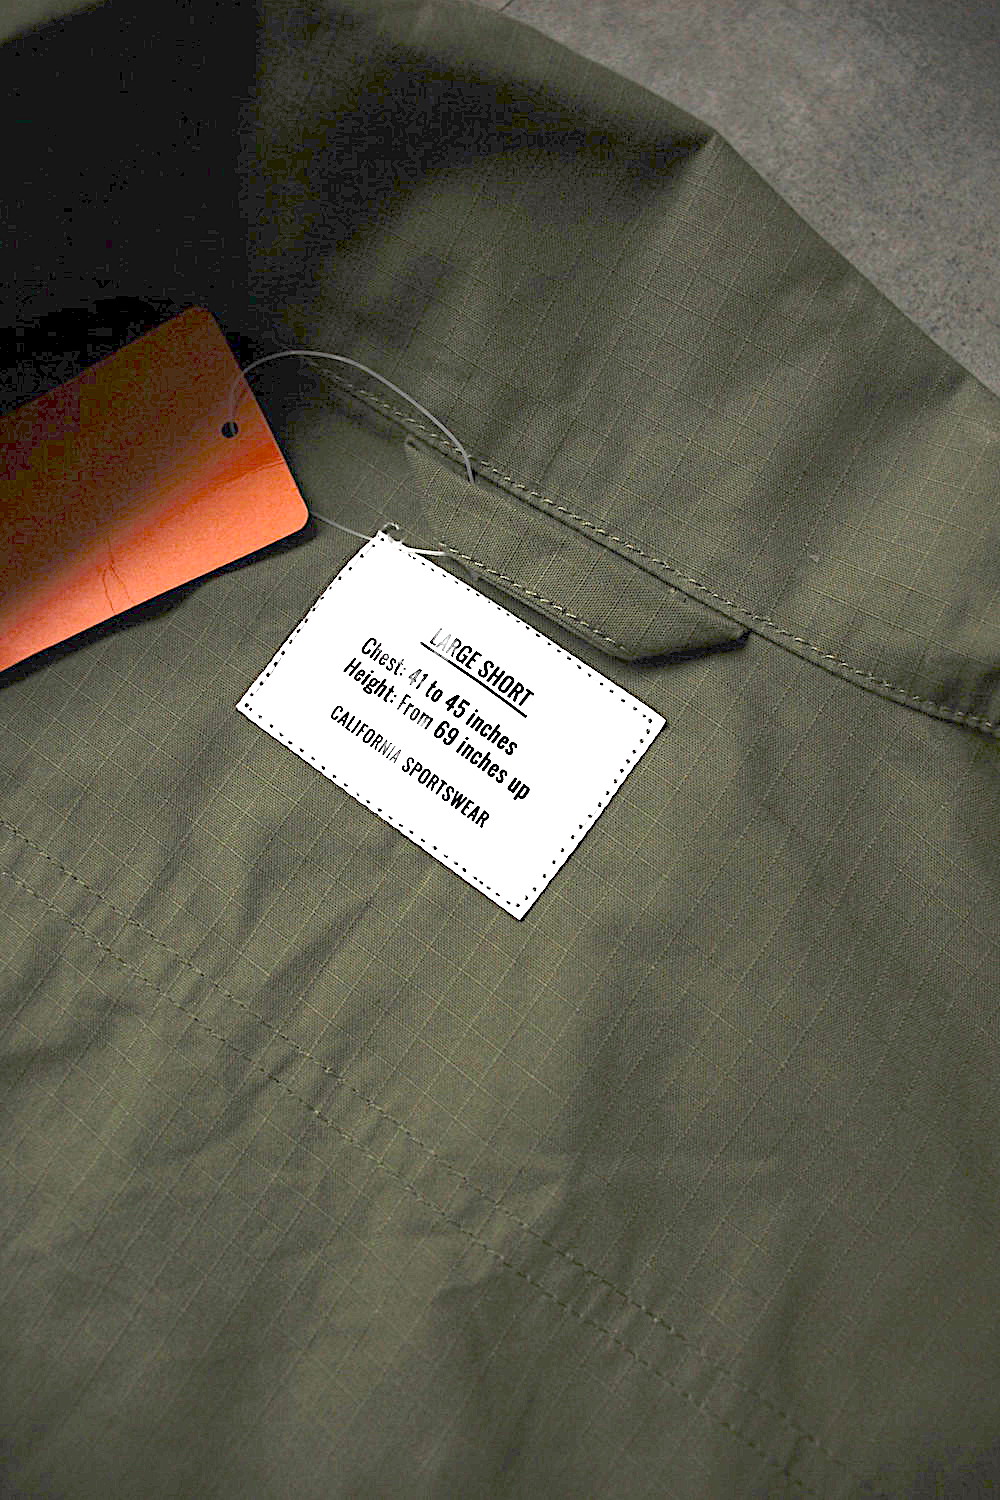 LARGE SHORT
Chest: 41 to 45 inches
Height: From 69 inches up
CALIFORNIA SPORTSWEAR